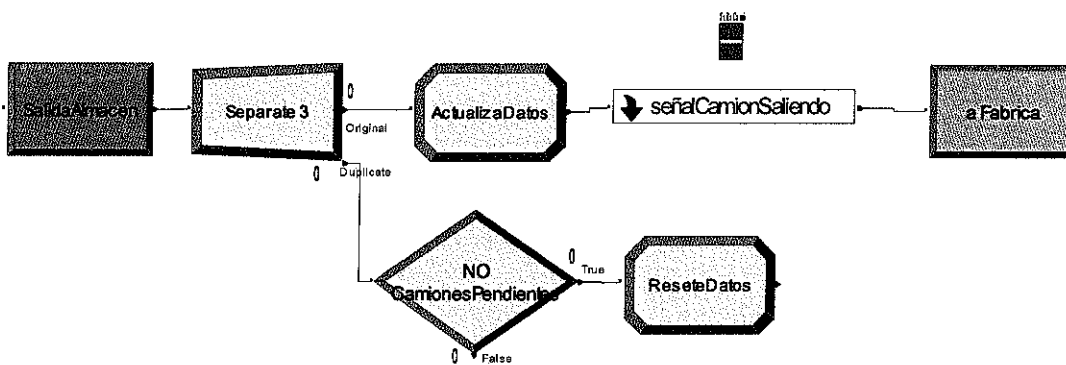 SalidaAlmacen
Separate 3
0
Original
0
Duplicate
ActualizaDatos
señalCamionSaliendo
a Fabrica
NO
CamionesPendientes
0
True
0
False
ReseteDatos